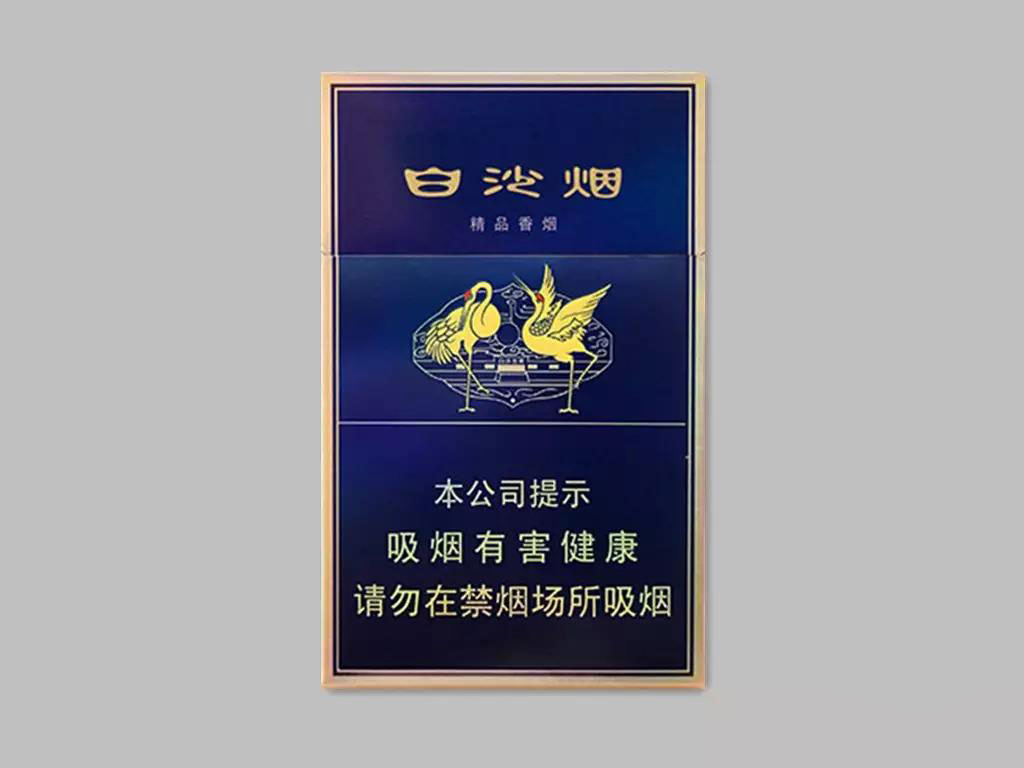 白沙烟
精品香烟
本公司提示
吸烟有害健康
请勿在禁烟场所吸烟